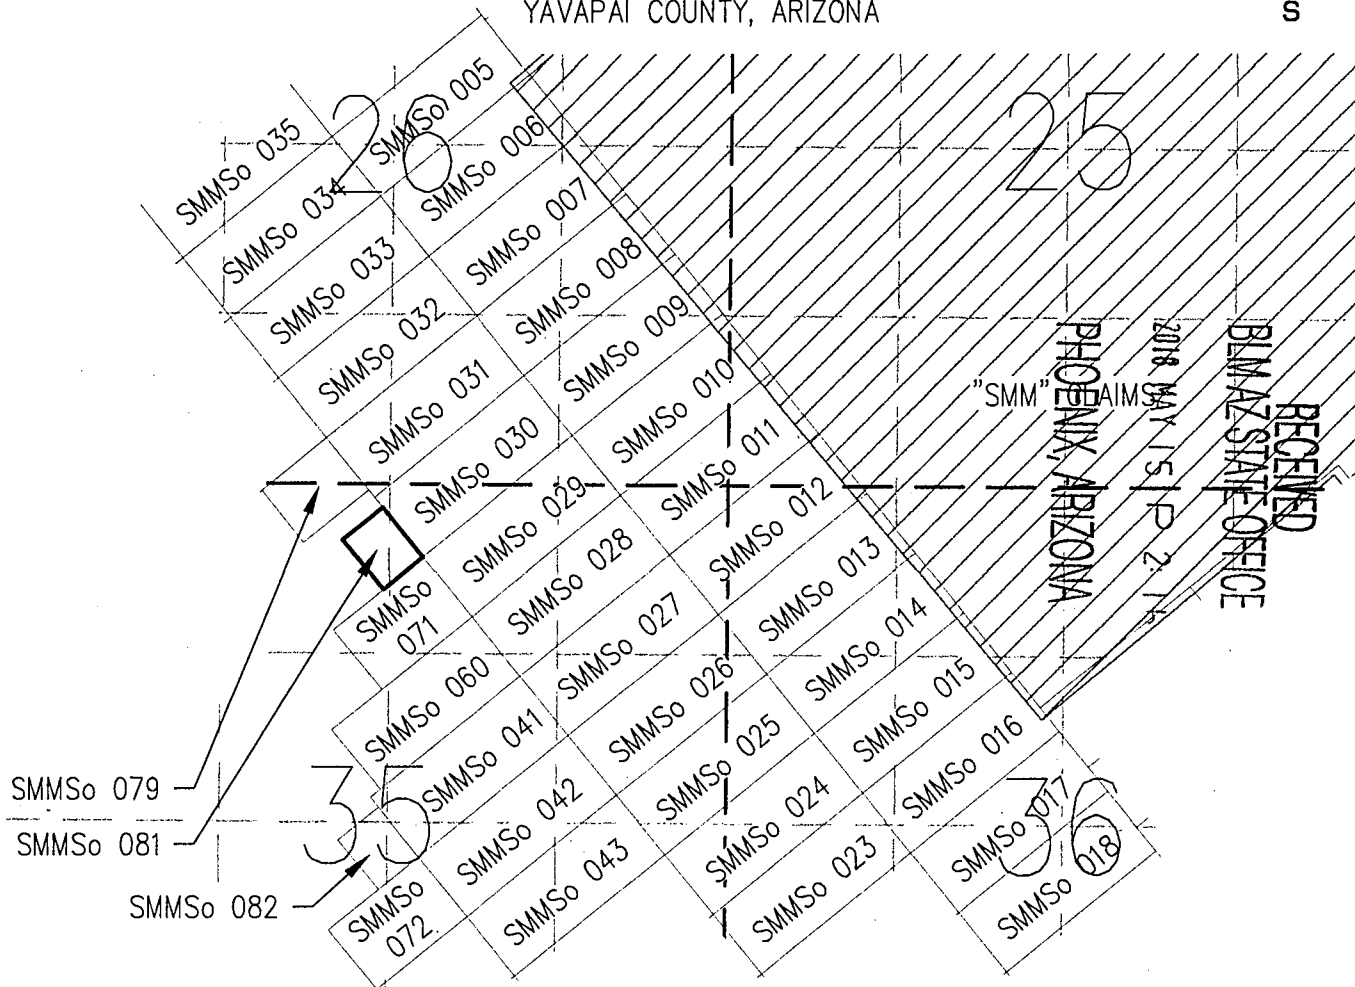 YAVAPAI COUNTY, ARIZONA
S
26
25
SMMSo 005
SMMSo 006
SMMSo 007
SMMSo 008
SMMSo 009
SMMSo 010
SMMSo 011
SMMSo 012
SMMSo 013
SMMSo 014
SMMSo 015
SMMSo 016
SMMSo 017
SMMSo 018
SMMSo 035
SMMSo 034
SMMSo 033
SMMSo 032
SMMSo 031
SMMSo 030
SMMSo 029
SMMSo 028
SMMSo 027
SMMSo 026
SMMSo 025
SMMSo 024
SMMSo 023
SMMSo
071
SMMSo 060
SMMSo 041
SMMSo 042
SMMSo 043
SMMSo
072
35
36
SMMSo 079
SMMSo 081
SMMSo 082
"SMM" CLAIMS
RECEIVED
BLM AZ STATE OFFICE
2018 MAY 15 P 2:
PHOENIX, ARIZONA